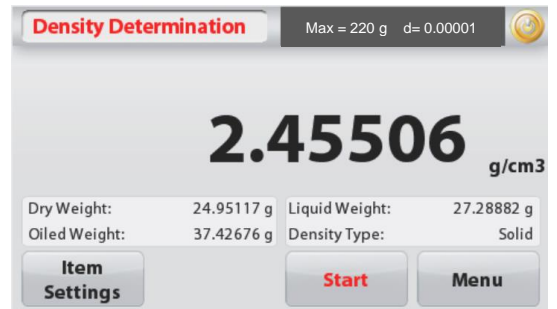 Density Determination
Max = 220 g d= 0.00001
2.45506 g/cm3
Dry Weight: 24.95117 g Liquid Weight: 27.28882 g
Oiled Weight: 37.42676 g Density Type: Solid
Item
Settings
Start
Menu